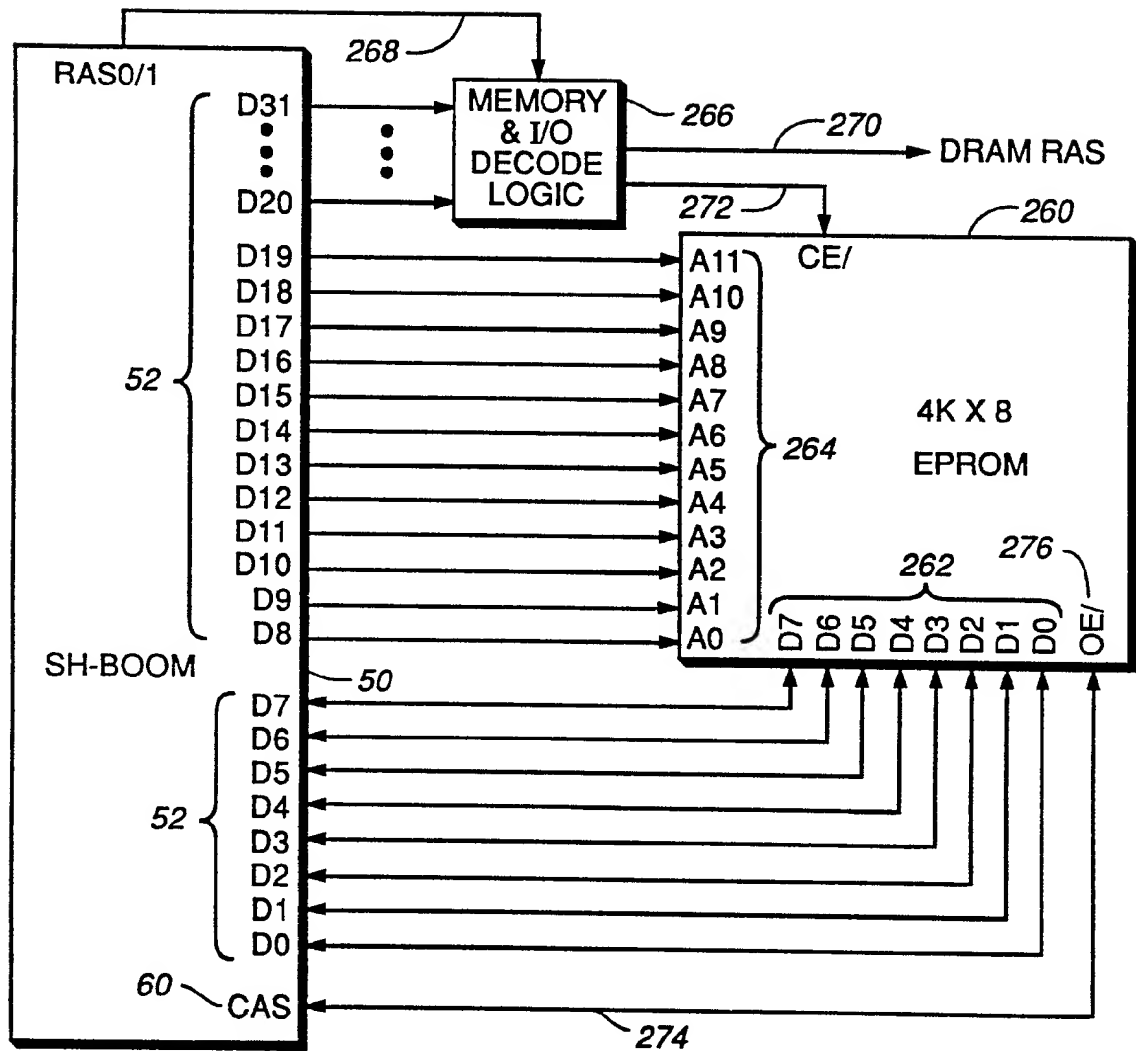 268
RAS0/1
D31
D20
MEMORY
& I/O
DECODE
LOGIC
266
270
DRAM RAS
272
260
52
D19
D18
D17
D16
D15
D14
D13
D12
D11
D10
D9
D8
A11
A10
A9
A8
A7
A6
A5
A4
A3
A2
A1
A0
264
CE/
4K X 8
EPROM
262
276
D7
D6
D5
D4
D3
D2
D1
D0
OE/
SH-BOOM
50
52
D7
D6
D5
D4
D3
D2
D1
D0
60
CAS
274